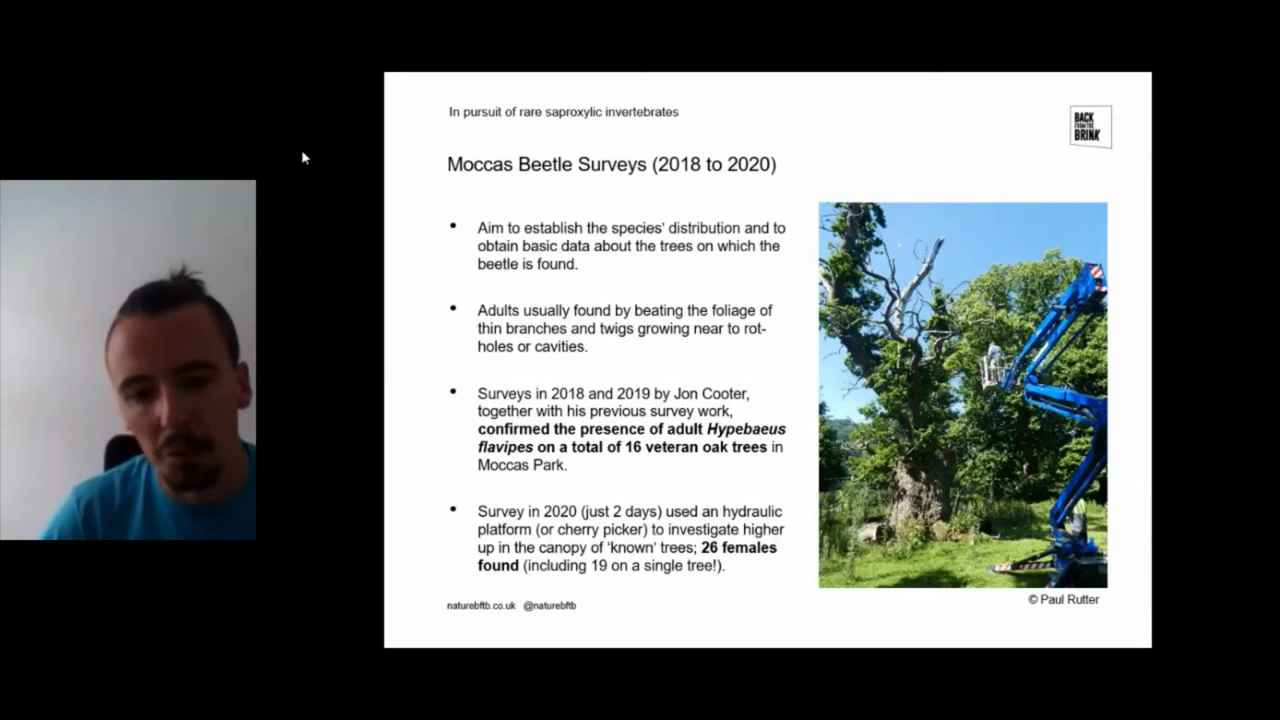 In pursuit of rare saproxylic invertebrates
BACK
FROM THE
BRINK
Moccas Beetle Surveys (2018 to 2020)
• Aim to establish the species' distribution and to
obtain basic data about the trees on which the
beetle is found.
• Adults usually found by beating the foliage of
thin branches and twigs growing near to rot-
holes or cavities.
• Surveys in 2018 and 2019 by Jon Cooter,
together with his previous survey work,
confirmed the presence of adult Hypebaeus
flavipes on a total of 16 veteran oak trees in
Moccas Park.
• Survey in 2020 (just 2 days) used an hydraulic
platform (or cherry picker) to investigate higher
up in the canopy of 'known' trees; 26 females
found (including 19 on a single tree!).
© Paul Rutter
naturebftb.co.uk @naturebftb